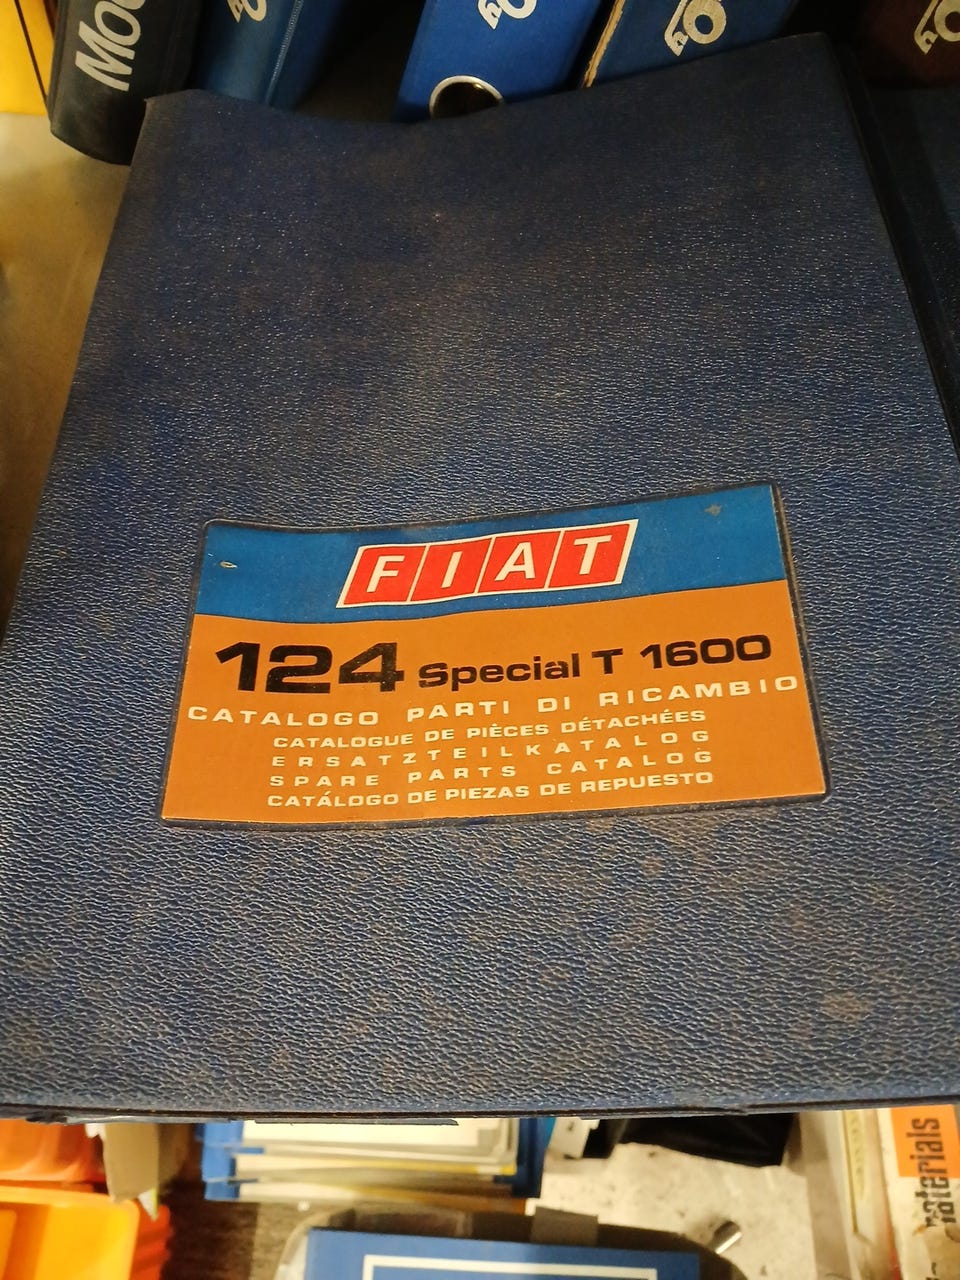 FIAT
124 Special T 1600
CATALOGO PARTI DI RICAMBIO
CATALOGUE DE PIÈCES DÉTACHÉES
ERSATZTEILKATALOG
SPARE PARTS CATALOG
CATÁLOGO DE PIEZAS DE REPUESTO